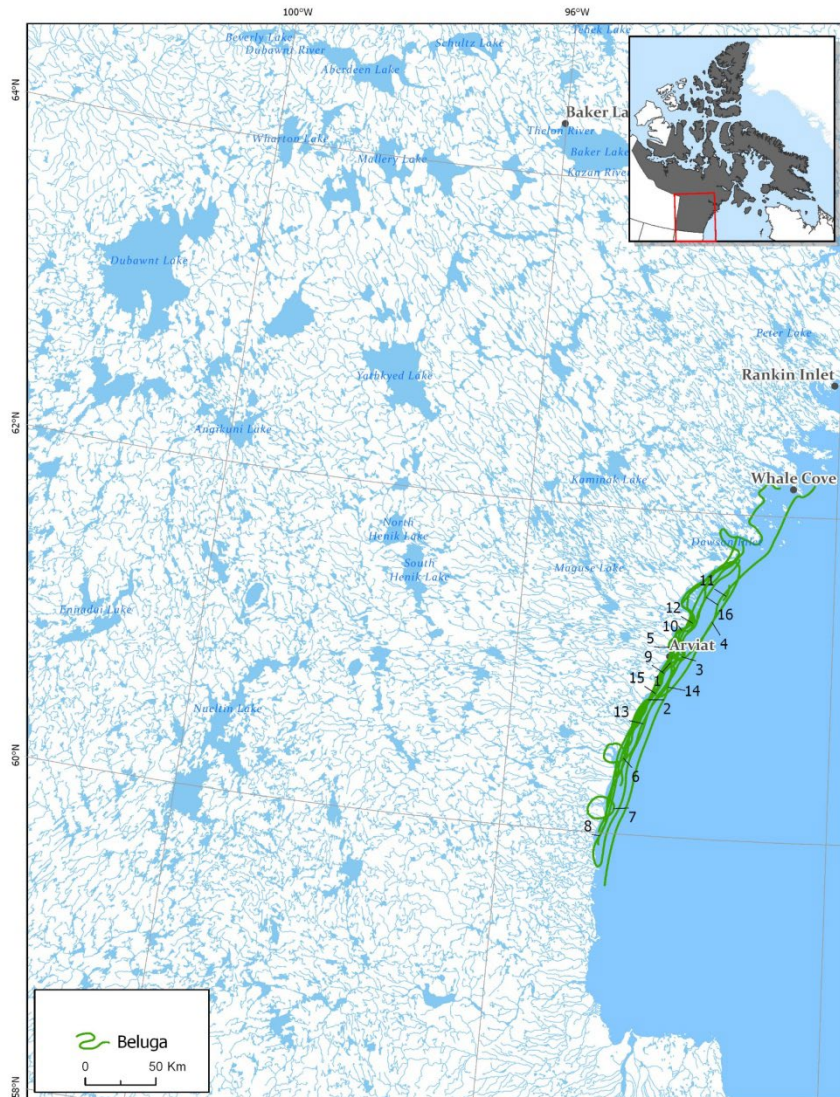 100°W
96°W
Beverly Lake
Dubawnt River
Schultz Lake
Tehek Lake
Aberdeen Lake
64°N
Baker La
Thelon River
Wharton Lake
Mallery Lake
Baker Lake
Kazan River
Dubawnt Lake
Peter Lake
Yathkyed Lake
Rankin Inlet
62°N
Angikuni Lake
Kaminak Lake
Whale Cove
North
Henik Lake
Dawson Inlet
South
Henik Lake
Maguse Lake
11
Ennadai Lake
12
16
10
4
5
Arviat
9
3
15
1
14
Nueltin Lake
2
13
60°N
6
7
8
Beluga
0 50 Km
58°N